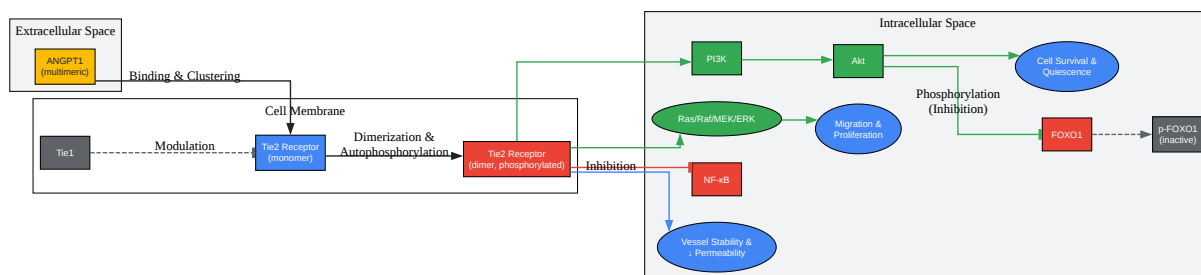 Extracellular Space
ANGPT1
(multimeric)
Binding & Clustering
Cell Membrane
Tie1
Modulation
Tie2 Receptor
(monomer)
Dimerization &
Autophosphorylation
Tie2 Receptor
(dimer, phosphorylated)
Inhibition
Intracellular Space
PI3K
Akt
Cell Survival &
Quiescence
Phosphorylation
(Inhibition)
Ras/Raf/MEK/ERK
Migration &
Proliferation
FOXO1
p-FOXO1
(inactive)
NF-κB
Vessel Stability &
↓ Permeability